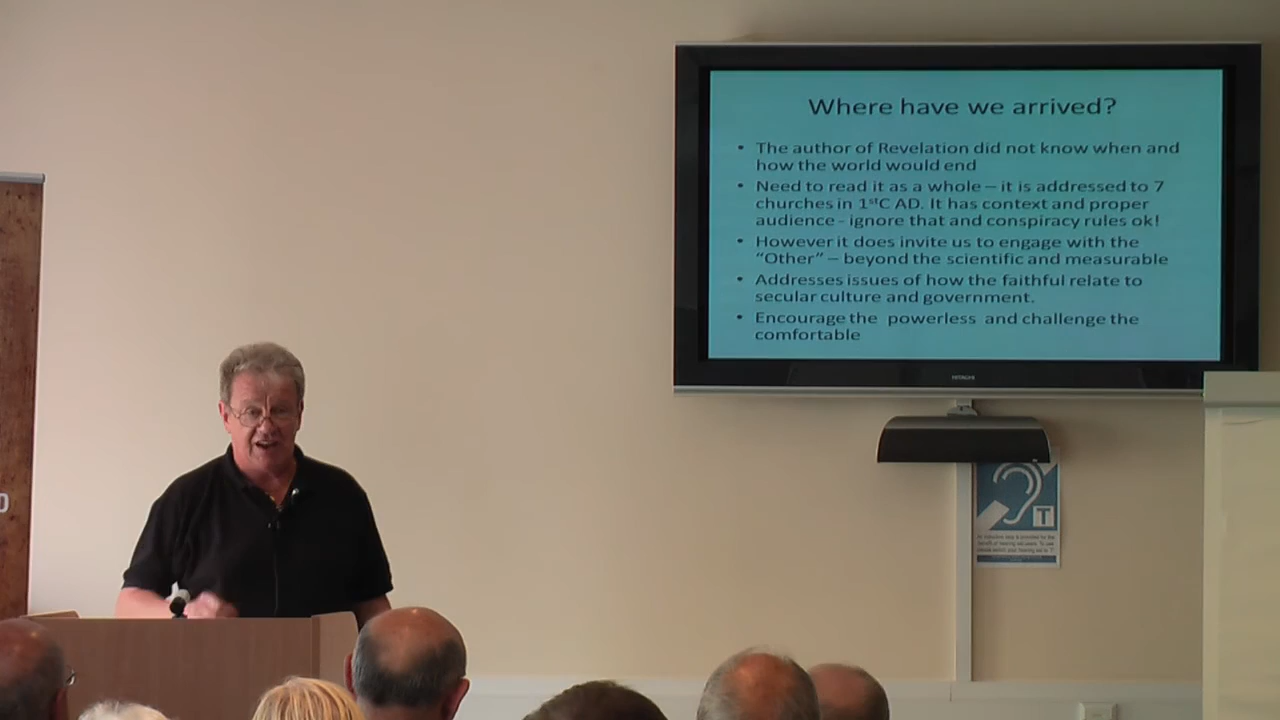 Where have we arrived?
• The author of Revelation did not know when and
how the world would end
• Need to read it as a whole – it is addressed to 7
churches in 1stC AD. It has context and proper
audience - ignore that and conspiracy rules ok!
• However it does invite us to engage with the
“Other” – beyond the scientific and measurable
• Addresses issues of how the faithful relate to
secular culture and government.
• Encourage the powerless and challenge the
comfortable
HITACHI
T